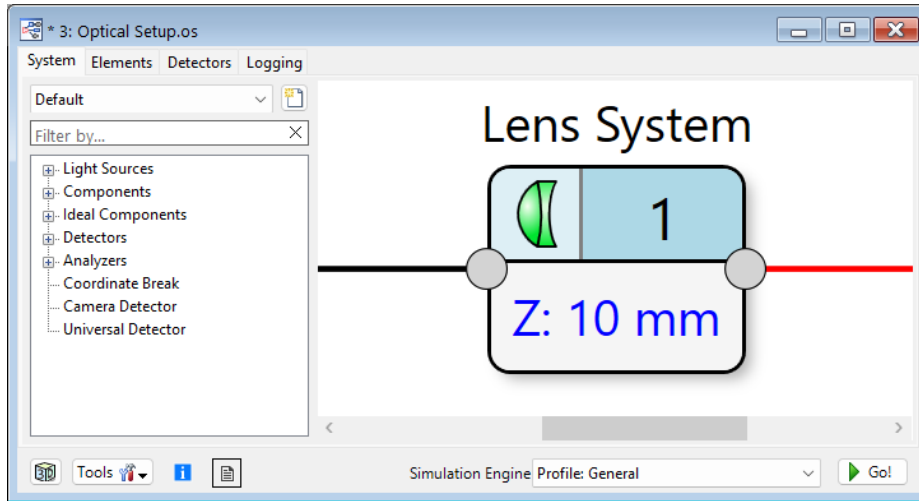 * 3: Optical Setup.os
System Elements Detectors Logging
Default
Filter by...
Light Sources
Components
Ideal Components
Detectors
Analyzers
Coordinate Break
Camera Detector
Universal Detector
Lens System
1
Z: 10 mm
3D Tools i Simulation Engine Profile: General Go!